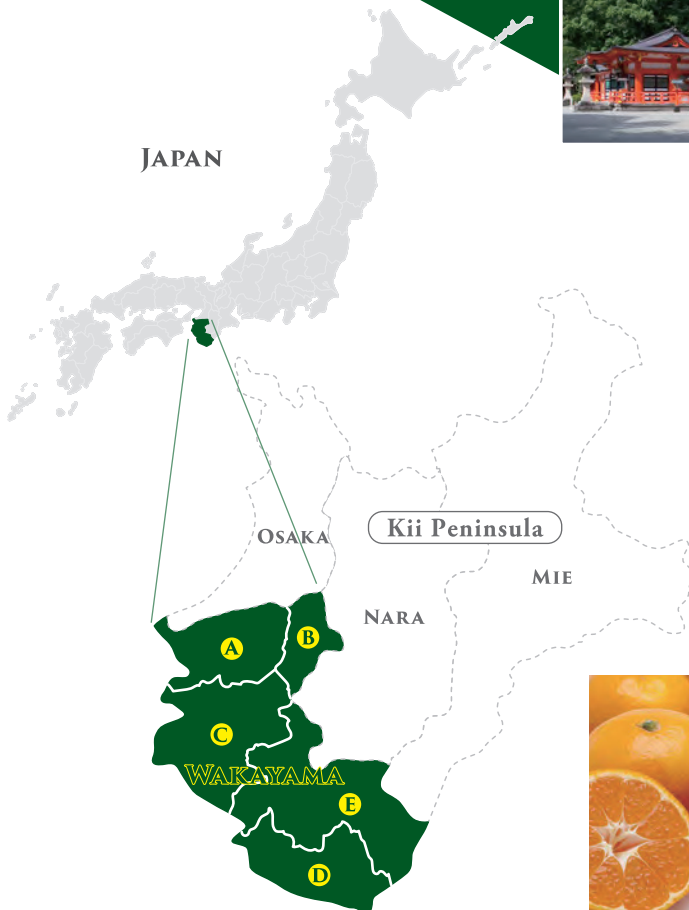 JAPAN
OSAKA
Kii Peninsula
MIE
NARA
B
A
C
WAKAYAMA
E
D